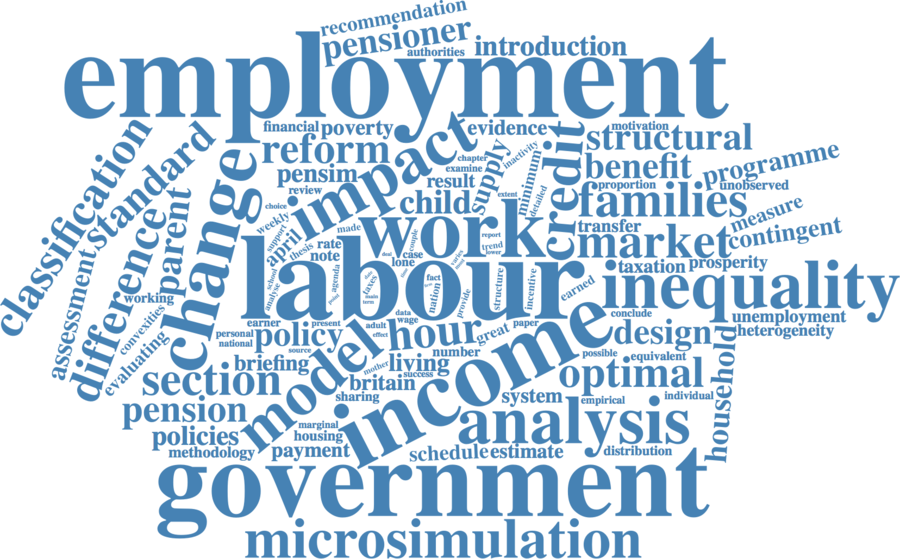 recommendation
pensioner
authorities
introduction
employment
financial
poverty
evidence
motivation
structural
classification
standard
reform
impact
chapter
inactivity
examine
supply
minimum
credit
benefit
programme
pensim
result
detailed
proportion
unobserved
review
child
extent
families
change
choice
weekly
support
april
made
work
report
trend
lower
transfer
measure
contingent
market
difference
parent
thesis
rate
note
couple
case
lone
deal
assessment
school
analyse
agenda
labour
data
taxes
main
term
fact
nation
provide
structure
incentive
earned
taxation
prosperity
inequality
working
convexities
evaluating
earner
present
personal
national
policy
source
adult
effect
data
wage
hour
great
paper
conclude
design
unemployment
heterogeneity
number
briefing
model
mother
living
success
income
possible
equivalent
section
britain
sharing
optimal
system
empirical
individual
household
pension
marginal
housing
analysis
policies
methodology
payment
schedule
estimate
distribution
government
microsimulation